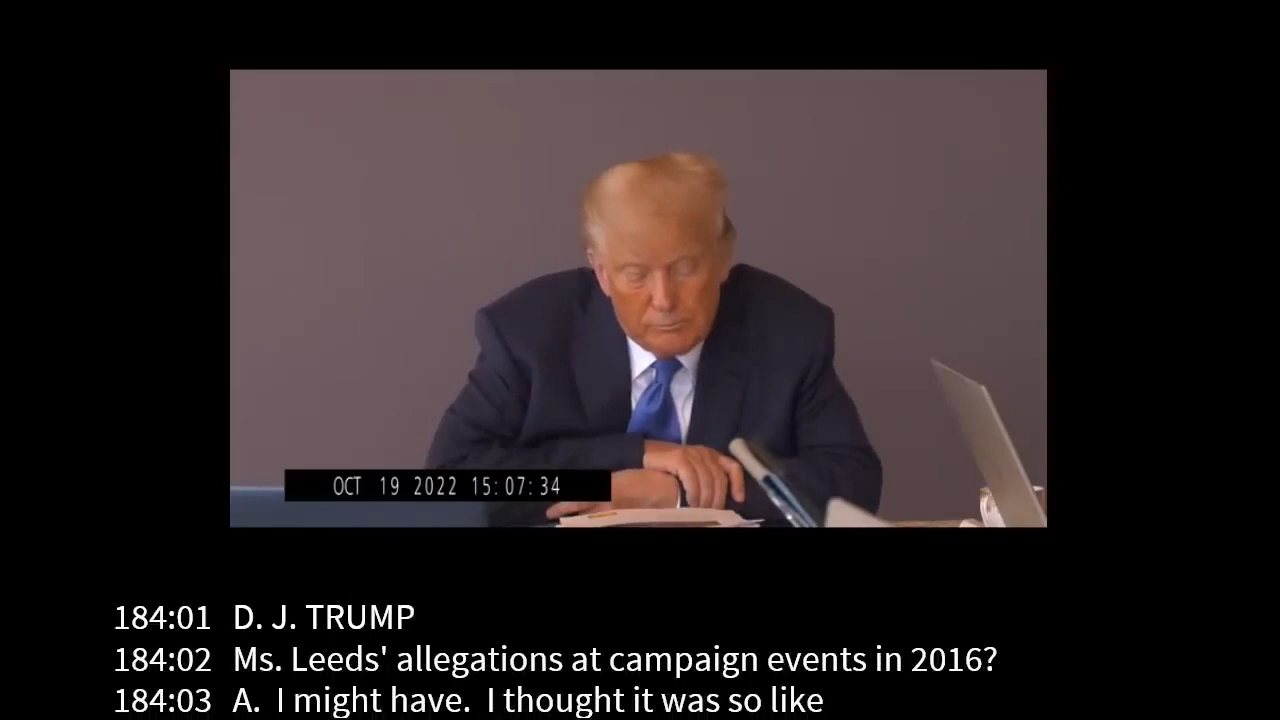 OCT 19 2022 15:07:34
184:01 D. J. TRUMP
184:02 Ms. Leeds' allegations at campaign events in 2016?
184:03 A. I might have. I thought it was so like